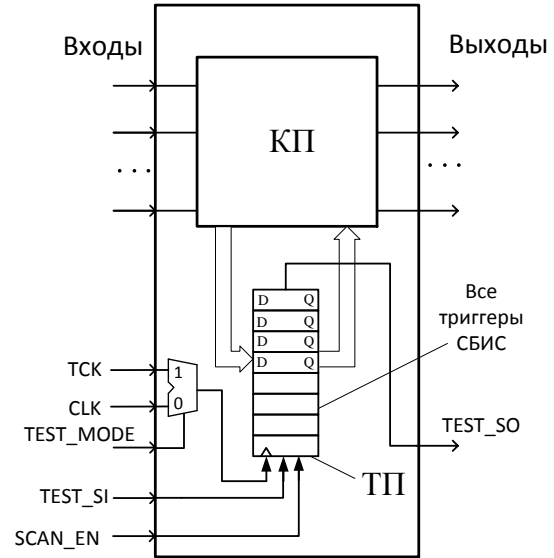 Входы
Выходы
КП
. . .
. . .
D Q
D Q
D Q
D Q
Все
триггеры
СБИС
TCK
1
CLK
0
TEST_MODE
TEST_SO
ТП
TEST_SI
SCAN_EN